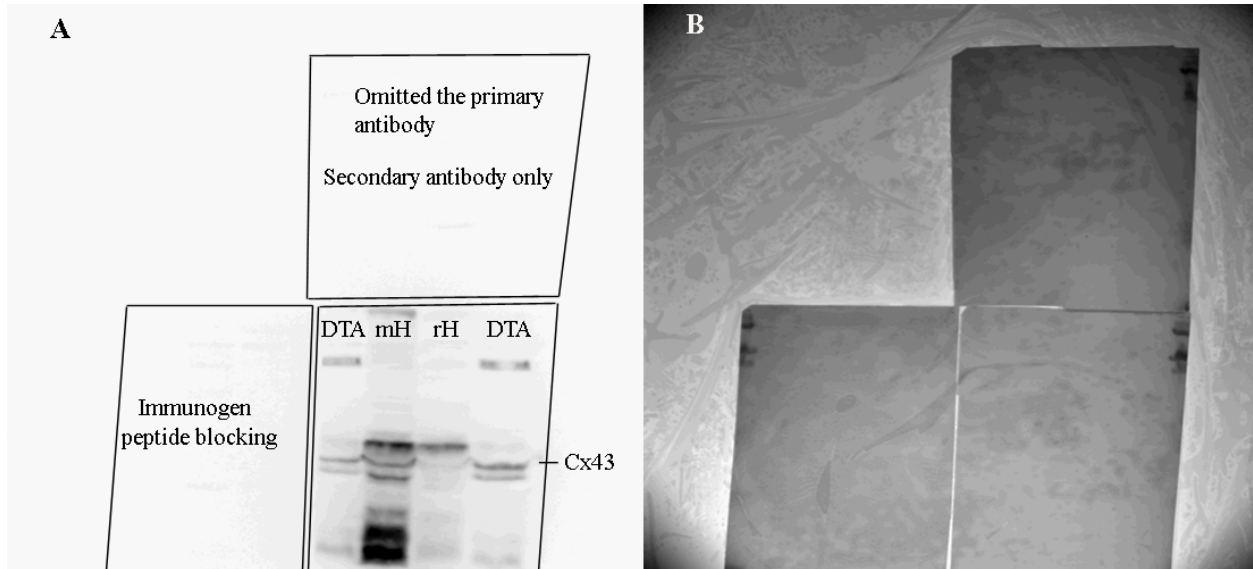 A
B
Omitted the primary
antibody
Secondary antibody only
DTA mH rH DTA
Immunogen
peptide blocking
Cx43